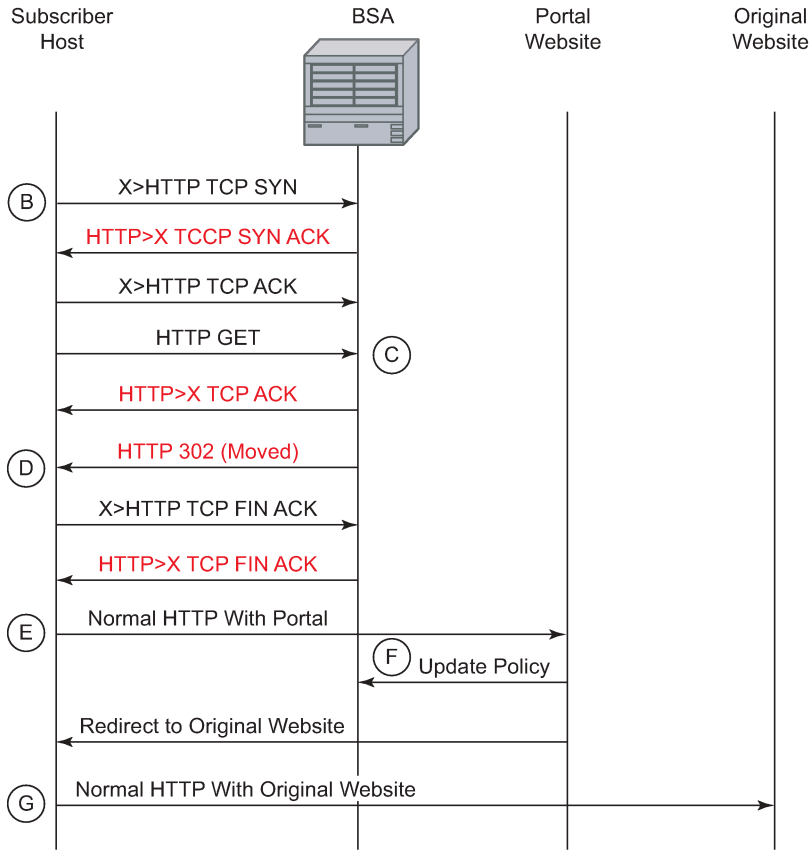 Subscriber
Host
BSA
Portal
Website
Original
Website
B
X>HTTP TCP SYN
HTTP>X TCCP SYN ACK
X>HTTP TCP ACK
HTTP GET
C
HTTP>X TCP ACK
D
HTTP 302 (Moved)
X>HTTP TCP FIN ACK
HTTP>X TCP FIN ACK
E
Normal HTTP With Portal
F
Update Policy
Redirect to Original Website
G
Normal HTTP With Original Website